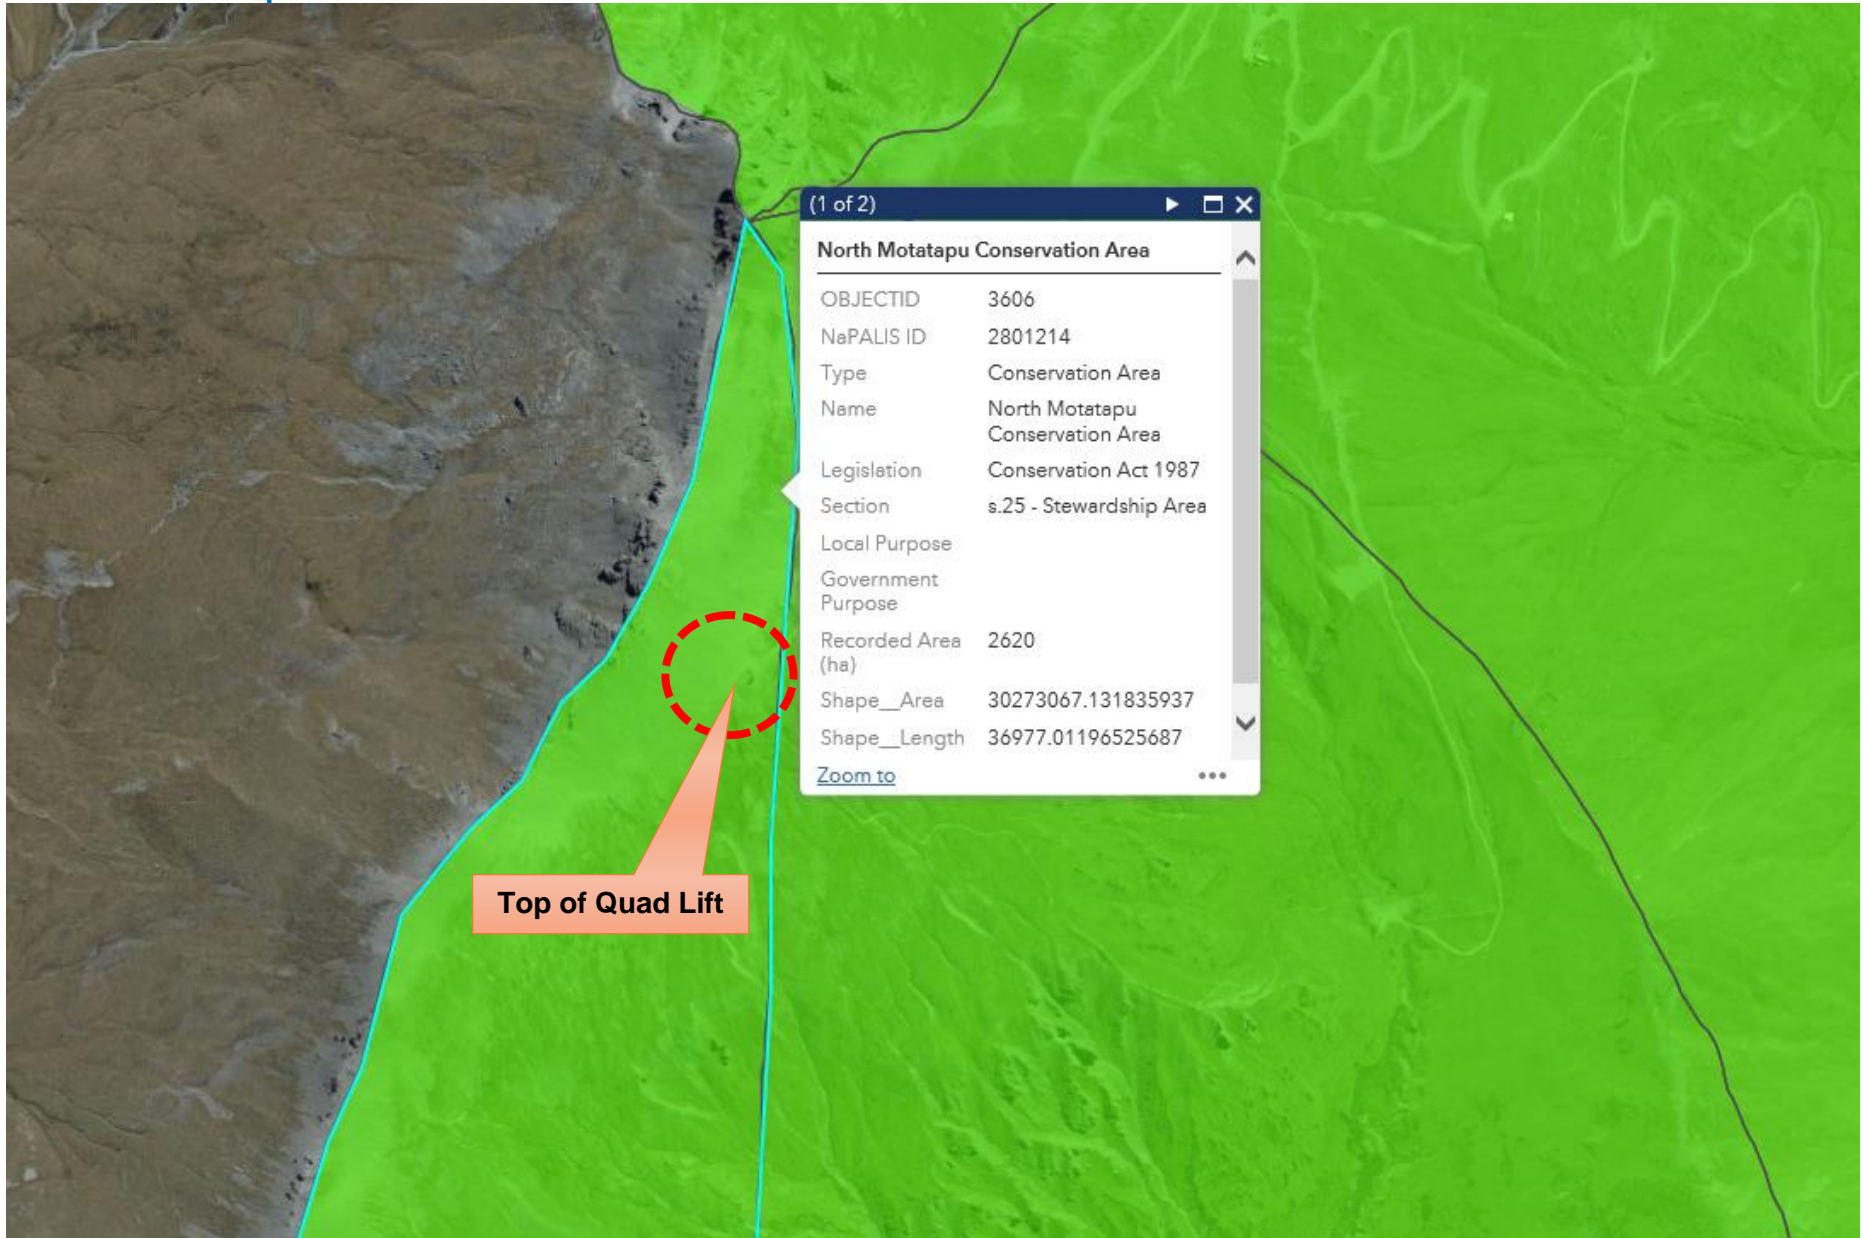 (1 of 2)
North Motatapu Conservation Area
OBJECTID 3606
NaPALIS ID 2801214
Type Conservation Area
Name North Motatapu
Conservation Area
Legislation Conservation Act 1987
Section s.25 - Stewardship Area
Local Purpose
Government
Purpose
Recorded Area 2620
(ha)
Shape__Area 30273067.131835937
Shape__Length 36977.01196525687
Zoom to
Top of Quad Lift